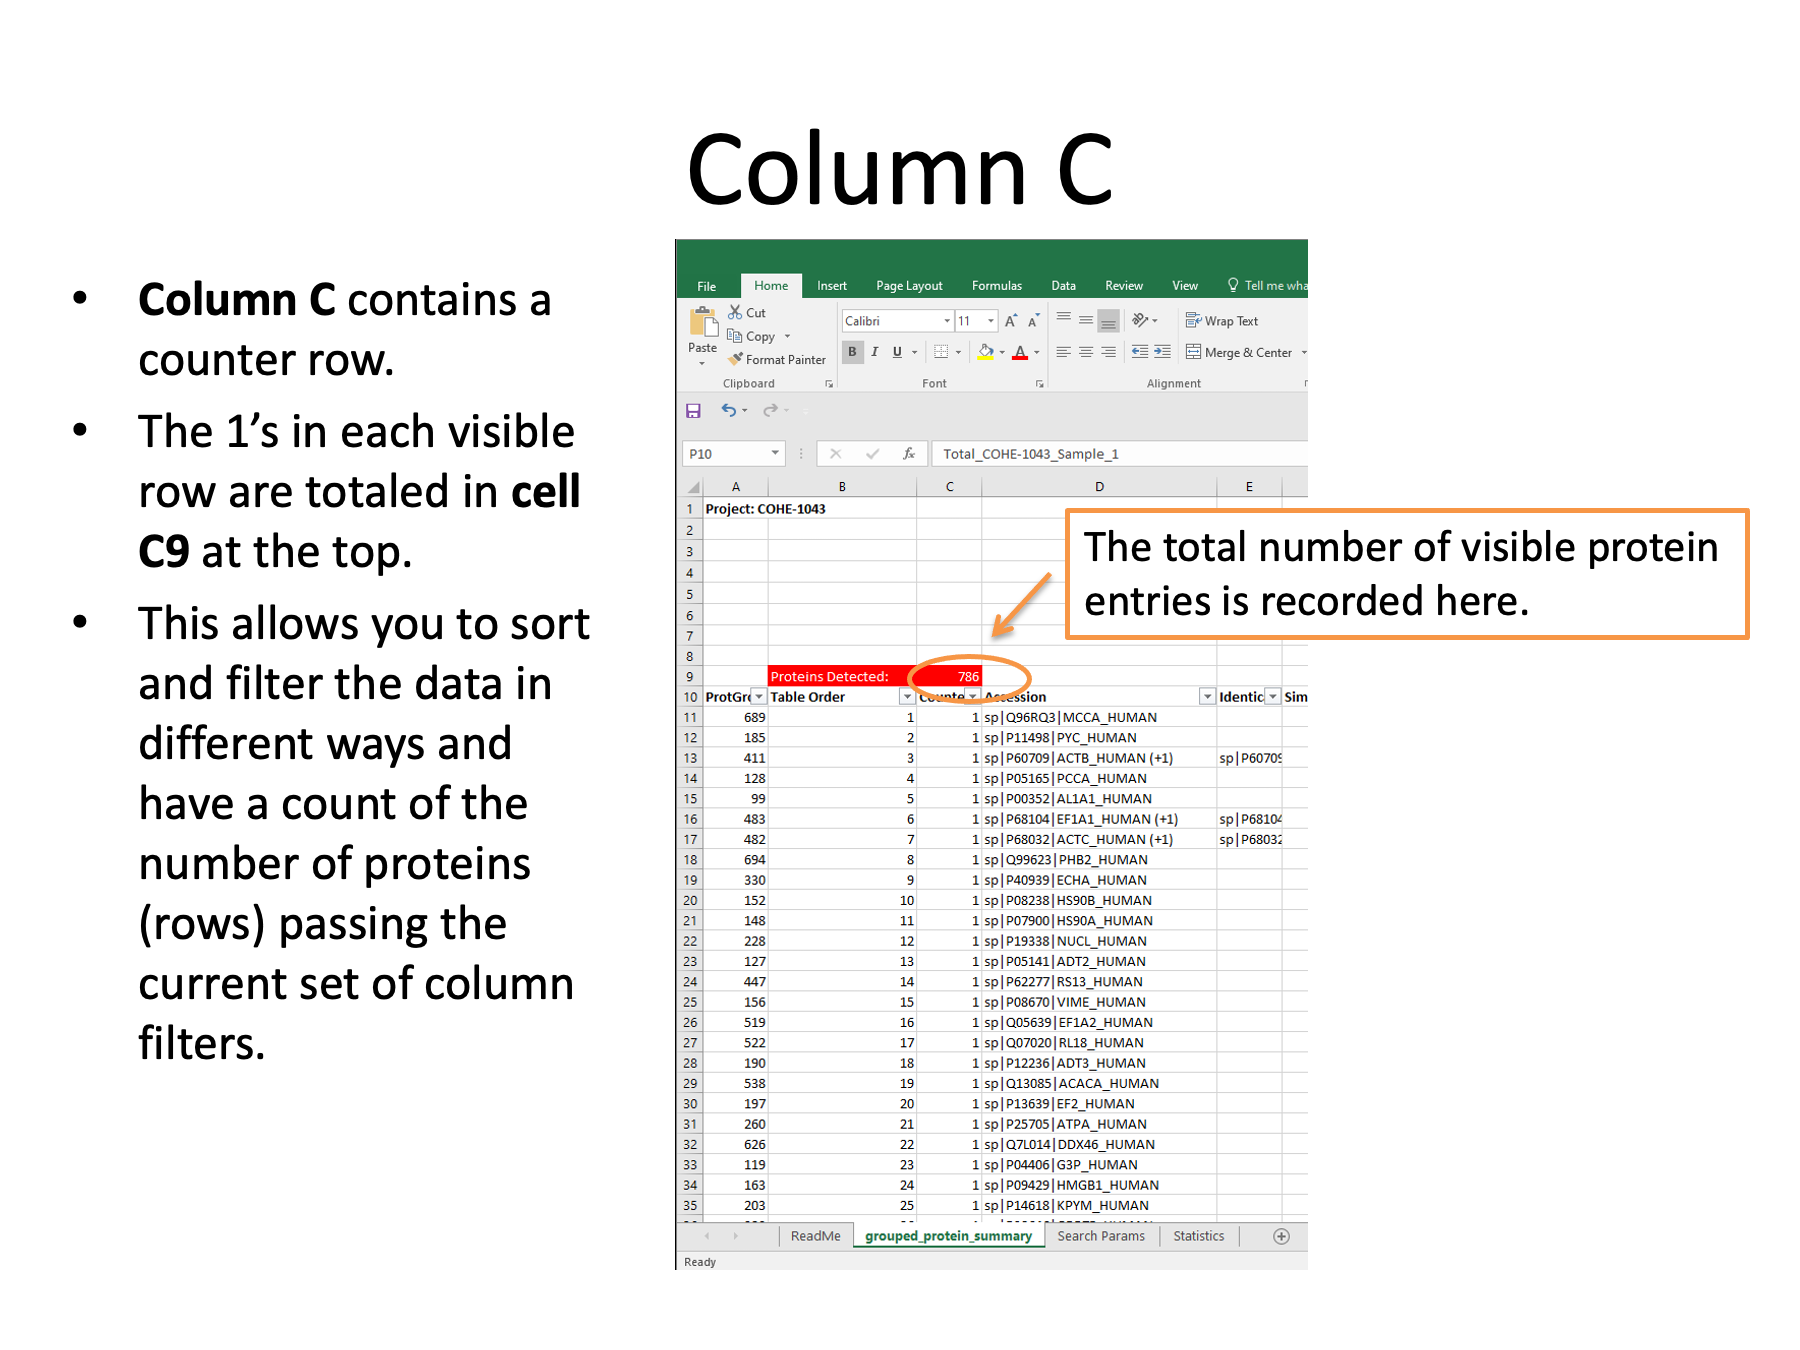 Column C
• Column C contains a
counter row.
• The 1’s in each visible
row are totaled in cell
C9 at the top.
• This allows you to sort
and filter the data in
different ways and
have a count of the
number of proteins
(rows) passing the
current set of column
filters.
File Home Insert Page Layout Formulas Data Review View Tell me wha
Paste Cut
Copy
Format Painter
Clipboard
Calibri 11
B I U
Font
Wrap Text
Merge & Center
Alignment
P10 fx Total_COHE-1043_Sample_1
A B C D E
1 Project: COHE-1043
2
3
4
5
6
7
8
The total number of visible protein
entries is recorded here.
9 Proteins Detected: 786
10 ProtGr Table Order Counte Accession Identic Sim
11 689 1 1 sp|Q96RQ3|MCCA_HUMAN
12 185 2 1 sp|P11498|PYC_HUMAN
13 411 3 1 sp|P60709|ACTB_HUMAN (+1) sp|P60709
14 128 4 1 sp|P05165|PCCA_HUMAN
15 99 5 1 sp|P00352|AL1A1_HUMAN
16 483 6 1 sp|P68104|EF1A1_HUMAN (+1) sp|P68104
17 482 7 1 sp|P68032|ACTC_HUMAN (+1) sp|P68032
18 694 8 1 sp|Q99623|PHB2_HUMAN
19 330 9 1 sp|P40939|ECHA_HUMAN
20 152 10 1 sp|P08238|HS90B_HUMAN
21 148 11 1 sp|P07900|HS90A_HUMAN
22 228 12 1 sp|P19338|NUCL_HUMAN
23 127 13 1 sp|P05141|ADT2_HUMAN
24 447 14 1 sp|P62277|RS13_HUMAN
25 156 15 1 sp|P08670|VIME_HUMAN
26 519 16 1 sp|Q05639|EF1A2_HUMAN
27 522 17 1 sp|Q07020|RL18_HUMAN
28 190 18 1 sp|P12236|ADT3_HUMAN
29 538 19 1 sp|Q13085|ACACA_HUMAN
30 197 20 1 sp|P13639|EF2_HUMAN
31 260 21 1 sp|P25705|ATPA_HUMAN
32 626 22 1 sp|Q7L014|DDX46_HUMAN
33 119 23 1 sp|P04406|G3P_HUMAN
34 163 24 1 sp|P09429|HMGB1_HUMAN
35 203 25 1 sp|P14618|KPYM_HUMAN
ReadMe grouped_protein_summary Search Params Statistics
Ready